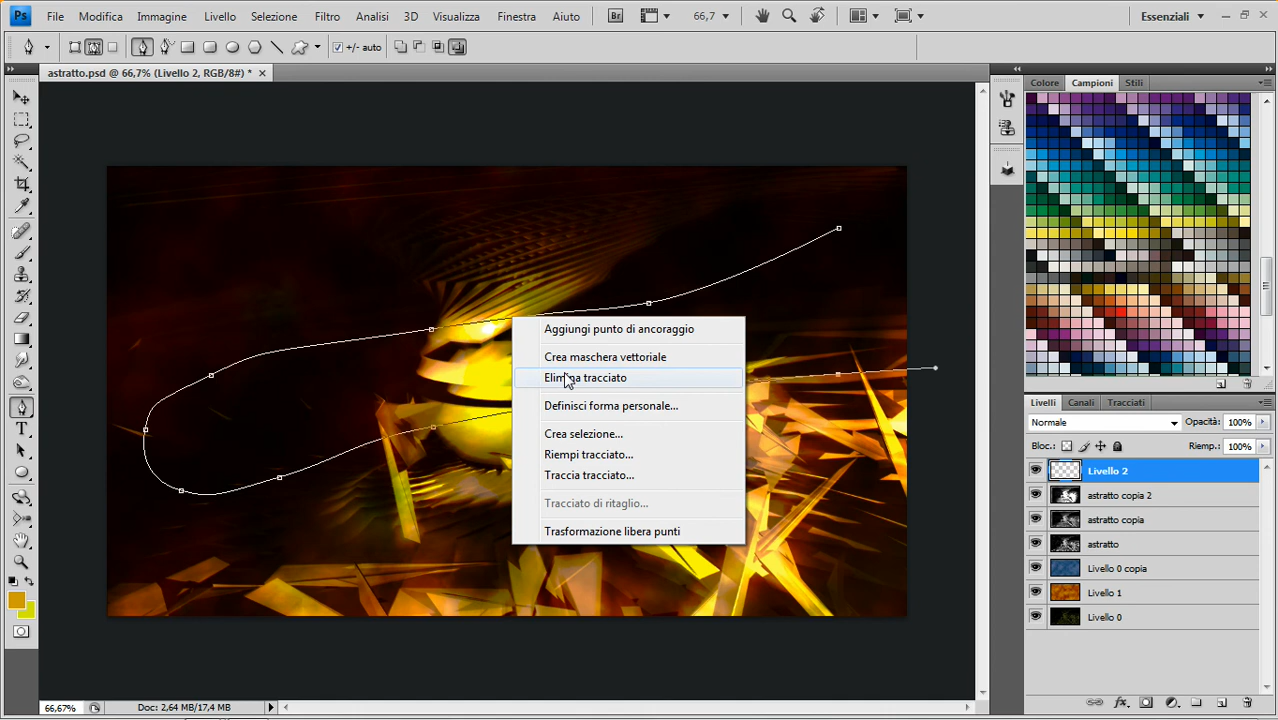 Ps File Modifica Immagine Livello Selezione Filtro Analisi 3D Visualizza Finestra Aiuto Br 66,7 Essenziali
+/- auto
astratto.psd @ 66,7% (Livello 2, RGB/8#) *
Colore Campioni Stili
Aggiungi punto di ancoraggio
Crea maschera vettoriale
Elimina tracciato
Definisci forma personale...
Crea selezione...
Riempi tracciato...
Traccia tracciato...
Tracciato di ritaglio...
Trasformazione libera punti
Livelli Canali Tracciati
Normale Opacità: 100%
Bloc.: Riemp.: 100%
Livello 2
astratto copia 2
astratto copia
astratto
Livello 0 copia
Livello 1
Livello 0
66,67% Doc: 2,64 MB/17,4 MB